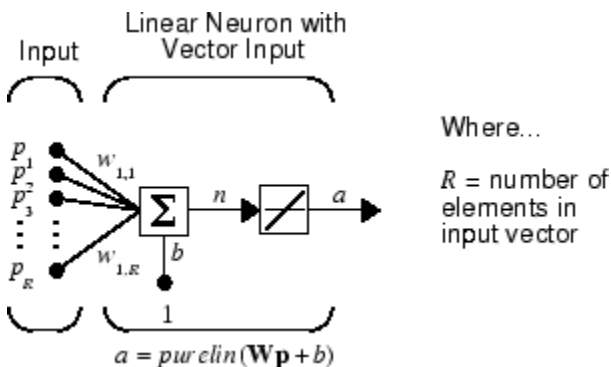 Linear Neuron with
Input Vector Input
p1 w1,1
p2
p3
Σ n a
b
pR w1,R
1
a = purelin(Wp + b)
Where...
R = number of
elements in
input vector